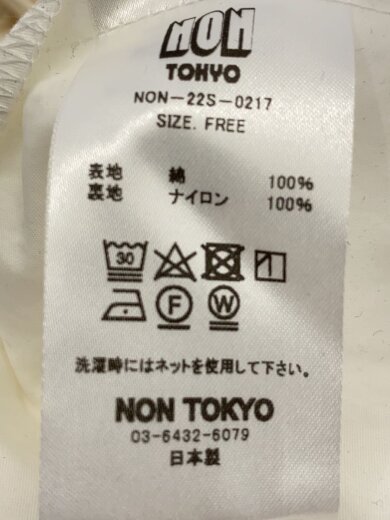 NON
TOKYO
NON-22S-0217
SIZE. FREE
表地 綿 100%
裏地 ナイロン 100%
30
F W
洗濯時にはネットを使用して下さい。
NON TOKYO
03-6432-6079
日本製